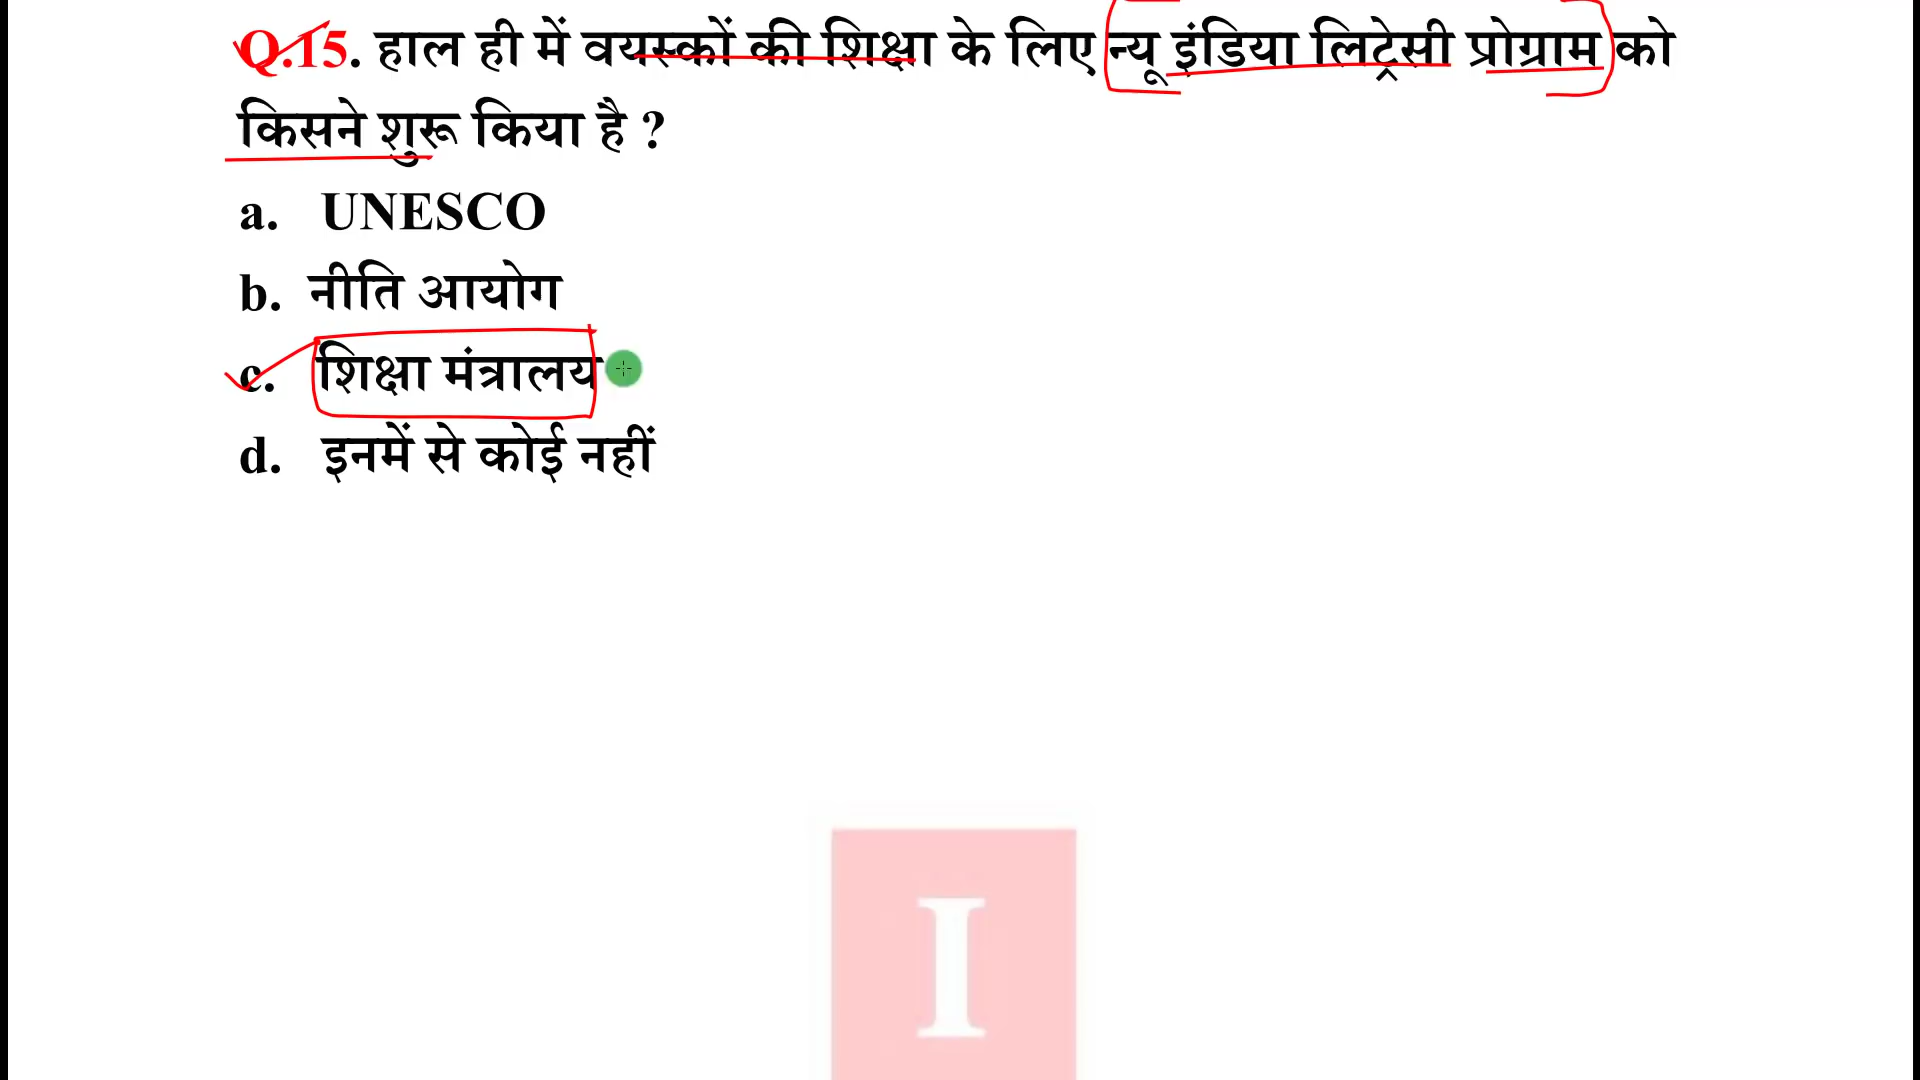 Q.15. हाल ही में वयस्कों की शिक्षा के लिए न्यू इंडिया लिट्रेसी प्रोग्राम को
किसने शुरू किया है ?
a. UNESCO
b. नीति आयोग
c. शिक्षा मंत्रालय
d. इनमें से कोई नहीं
I